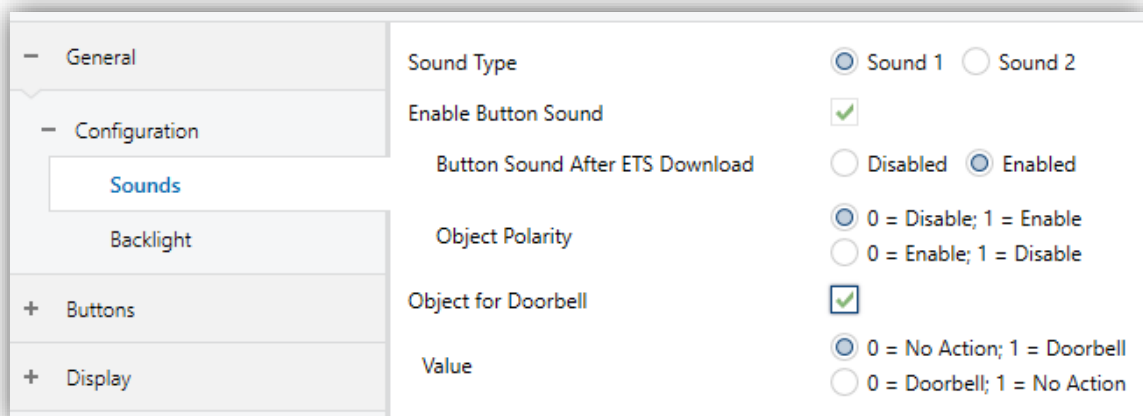 General
Configuration
Sounds
Backlight
Buttons
Display
Sound Type Sound 1 Sound 2
Enable Button Sound
Button Sound After ETS Download Disabled Enabled
Object Polarity 0 = Disable; 1 = Enable
0 = Enable; 1 = Disable
Object for Doorbell
Value 0 = No Action; 1 = Doorbell
0 = Doorbell; 1 = No Action